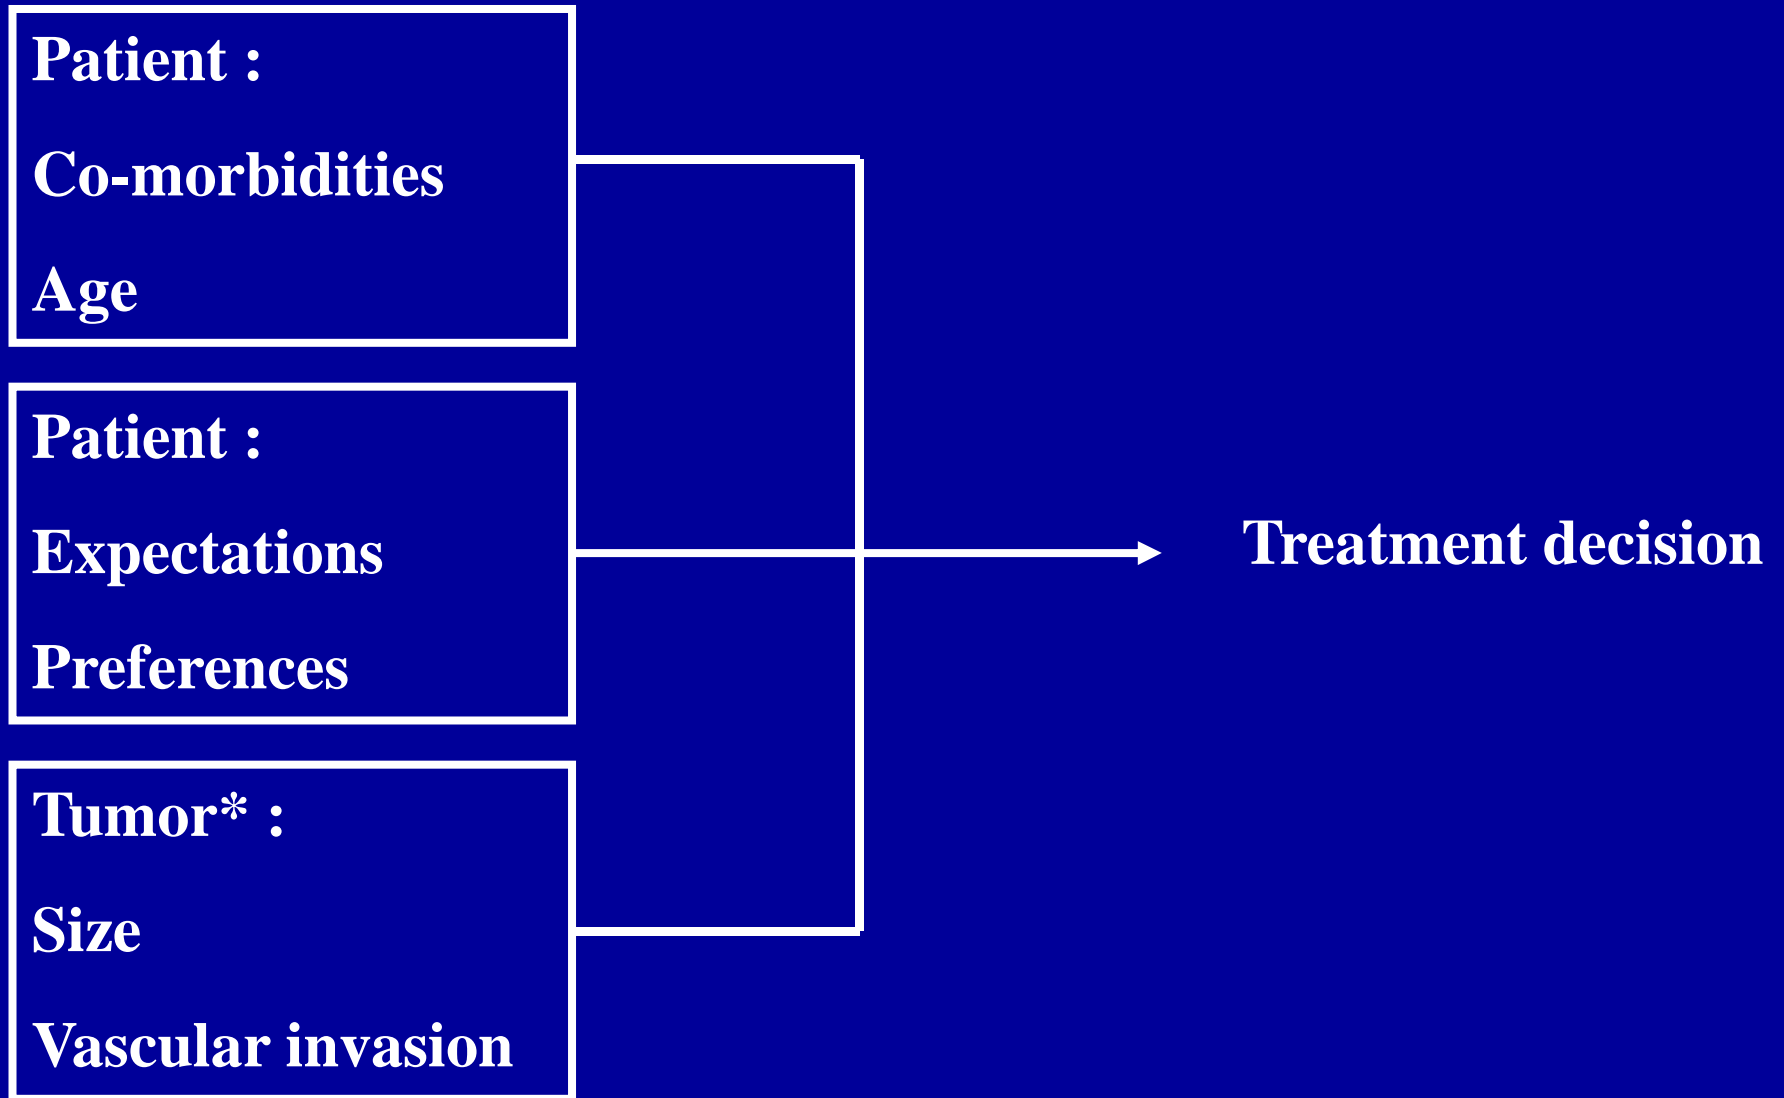 Patient :
Co-morbidities
Age
Patient :
Expectations
Preferences
Treatment decision
Tumor* :
Size
Vascular invasion